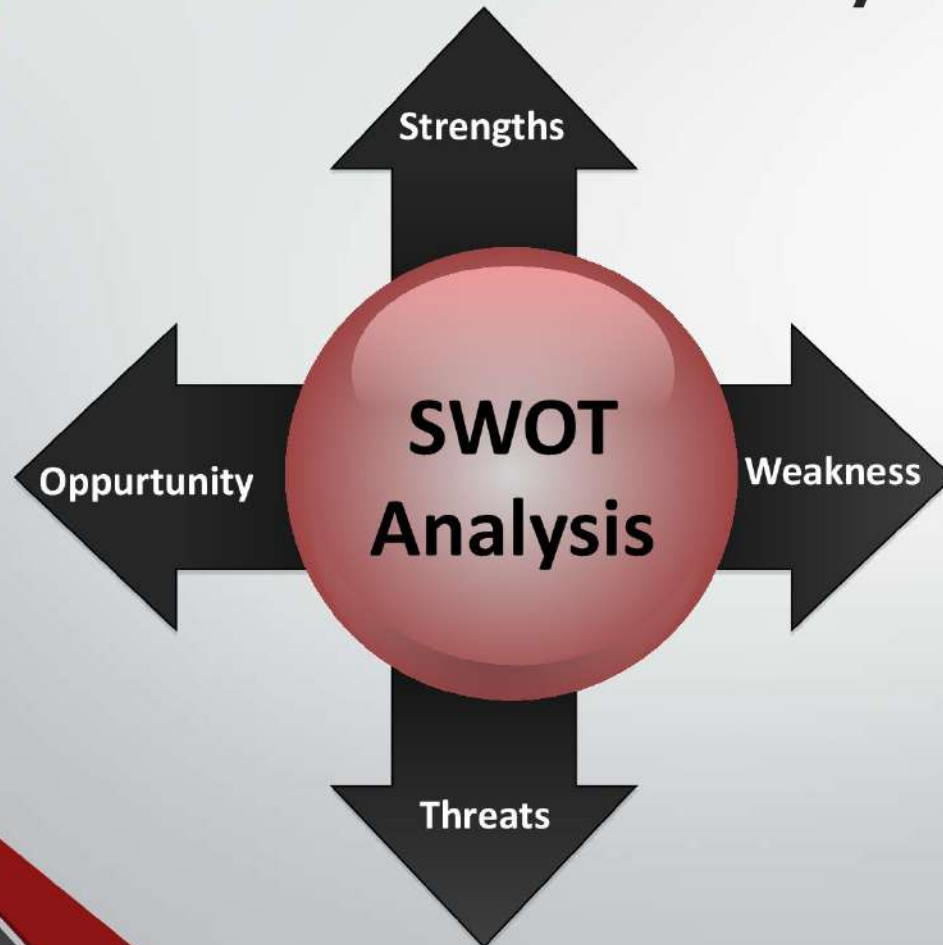 Strengths
Oppurtunity
SWOT
Analysis
Weakness
Threats